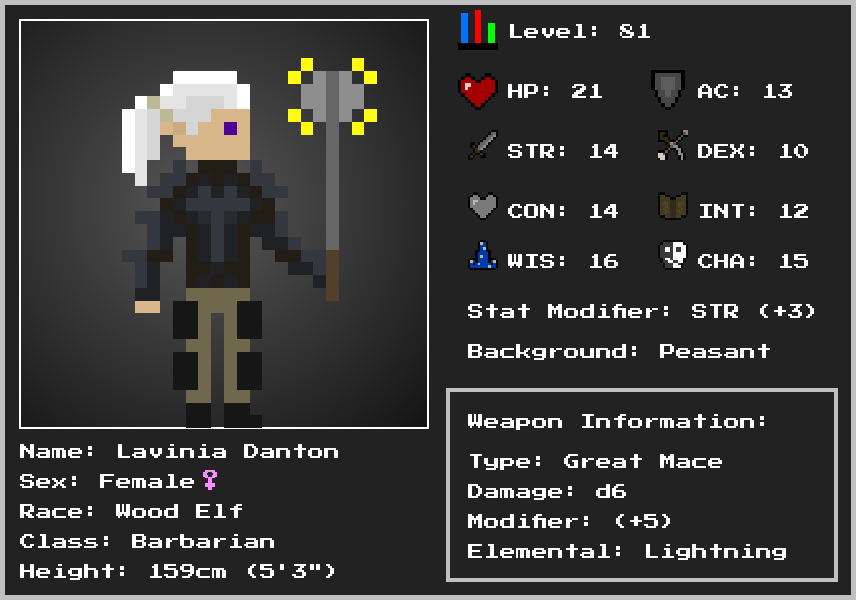 Level: 81
HP: 21 AC: 13
STR: 14 DEX: 10
CON: 14 INT: 12
WIS: 16 CHA: 15
Stat Modifier: STR (+3)
Background: Peasant
Weapon Information:
Type: Great Mace
Damage: d6
Modifier: (+5)
Elemental: Lightning
Name: Lavinia Danton
Sex: Female♀
Race: Wood Elf
Class: Barbarian
Height: 159cm (5'3")